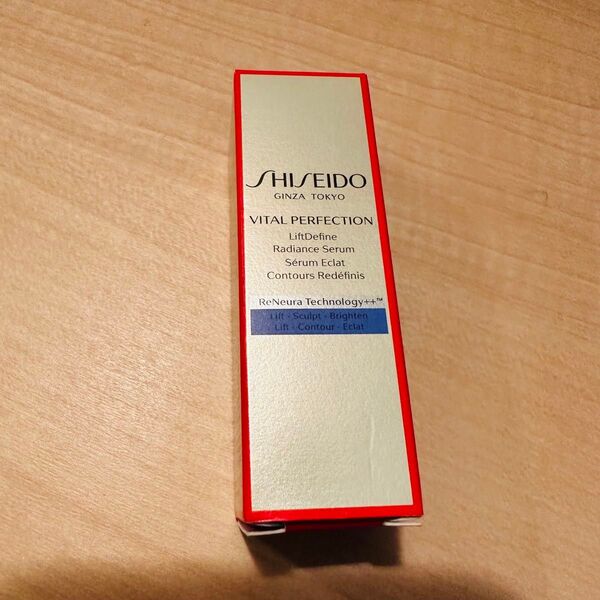 SHISEIDO
GINZA TOKYO
VITAL PERFECTION
LiftDefine
Radiance Serum
Sérum Eclat
Contours Redéfinis
ReNeura Technology++™
Lift - Sculpt - Brighten
Lift - Contour - Eclat